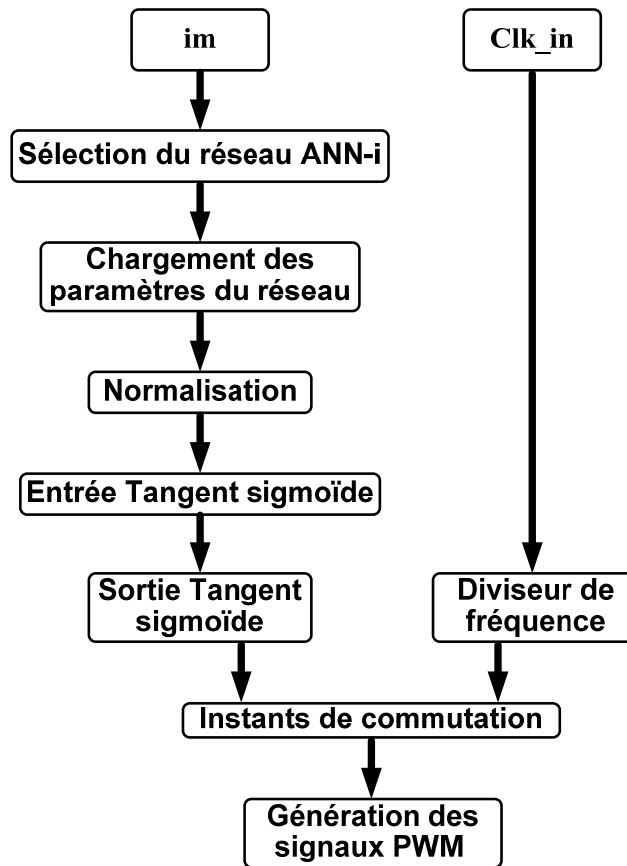 im
Clk_in
Sélection du réseau ANN-i
Chargement des
paramètres du réseau
Normalisation
Entrée Tangent sigmoïde
Sortie Tangent
sigmoïde
Diviseur de
fréquence
Instants de commutation
Génération des
signaux PWM